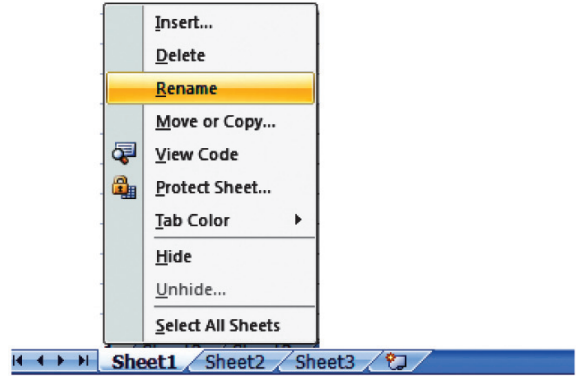 Insert...
Delete
Rename
Move or Copy...
View Code
Protect Sheet...
Tab Color
Hide
Unhide...
Select All Sheets
Sheet1 Sheet2 Sheet3